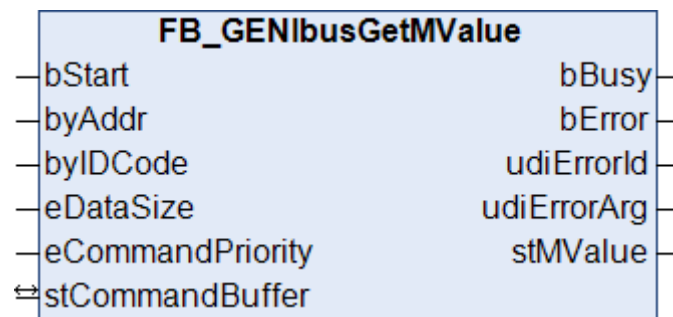 FB_GENIbusGetMValue
bStart bBusy
byAddr bError
byIDCode udiErrorId
eDataSize udiErrorArg
eCommandPriority stMValue
stCommandBuffer